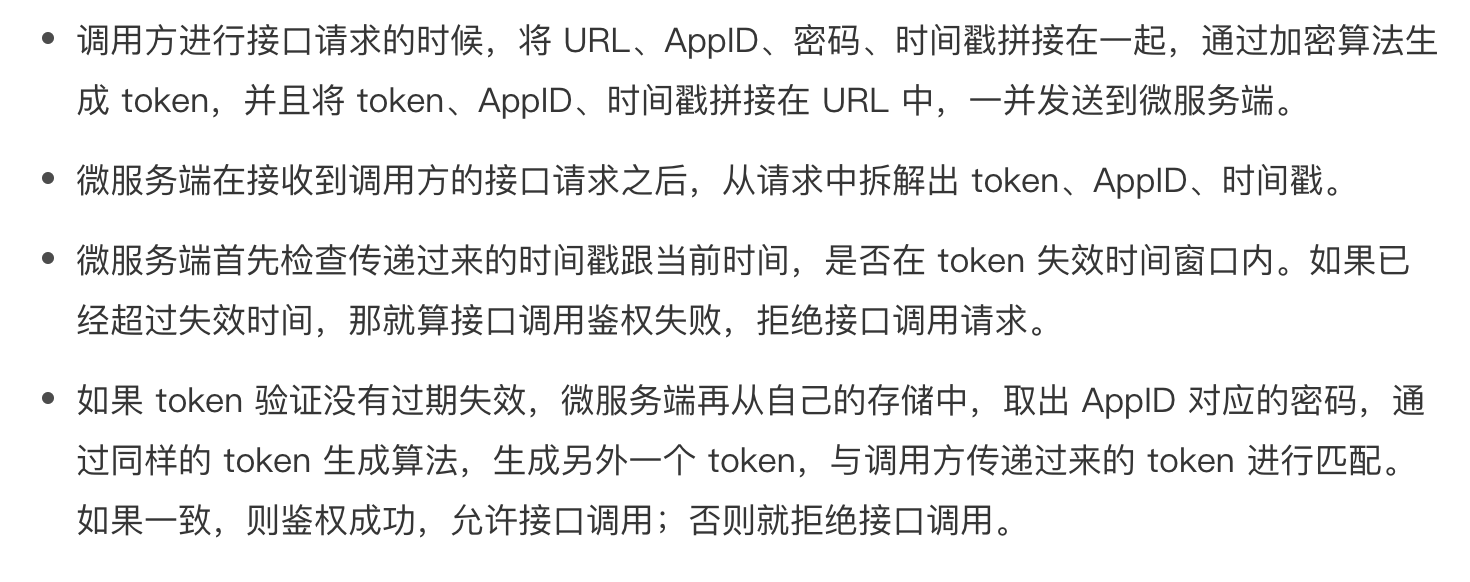 • 调用方进行接口请求的时候，将 URL、AppID、密码、时间戳拼接在一起，通过加密算法生
成 token，并且将 token、AppID、时间戳拼接在 URL 中，一并发送到微服务端。
• 微服务端在接收到调用方的接口请求之后，从请求中拆解出 token、AppID、时间戳。
• 微服务端首先检查传递过来的时间戳跟当前时间，是否在 token 失效时间窗口内。如果已
经超过失效时间，那就算接口调用鉴权失败，拒绝接口调用请求。
• 如果 token 验证没有过期失效，微服务端再从自己的存储中，取出 AppID 对应的密码，通
过同样的 token 生成算法，生成另外一个 token，与调用方传递过来的 token 进行匹配。
如果一致，则鉴权成功，允许接口调用；否则就拒绝接口调用。